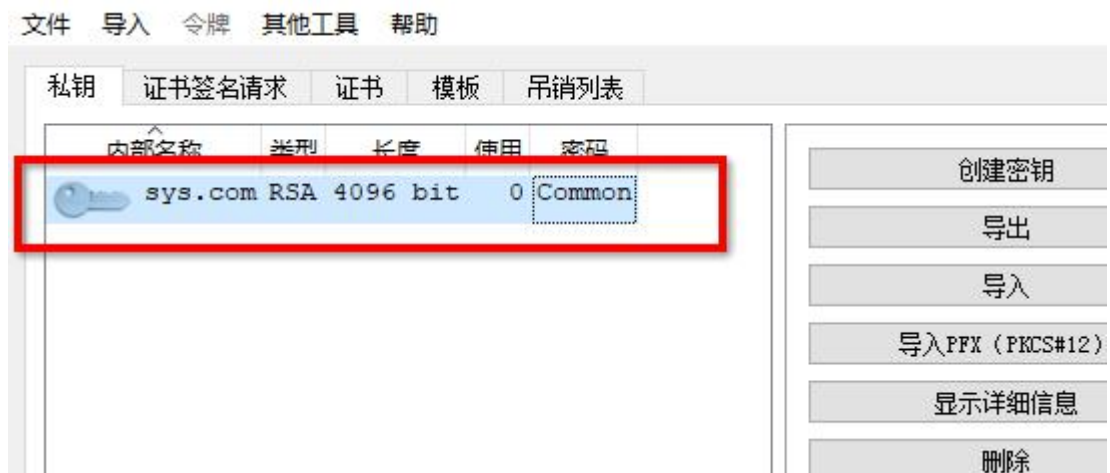 文件 导入 令牌 其他工具 帮助
私钥 证书签名请求 证书 模板 吊销列表
内部名称 类型 长度 使用 密码
sys.com RSA 4096 bit 0 Common
创建密钥
导出
导入
导入PFX (PKCS#12)
显示详细信息
删除